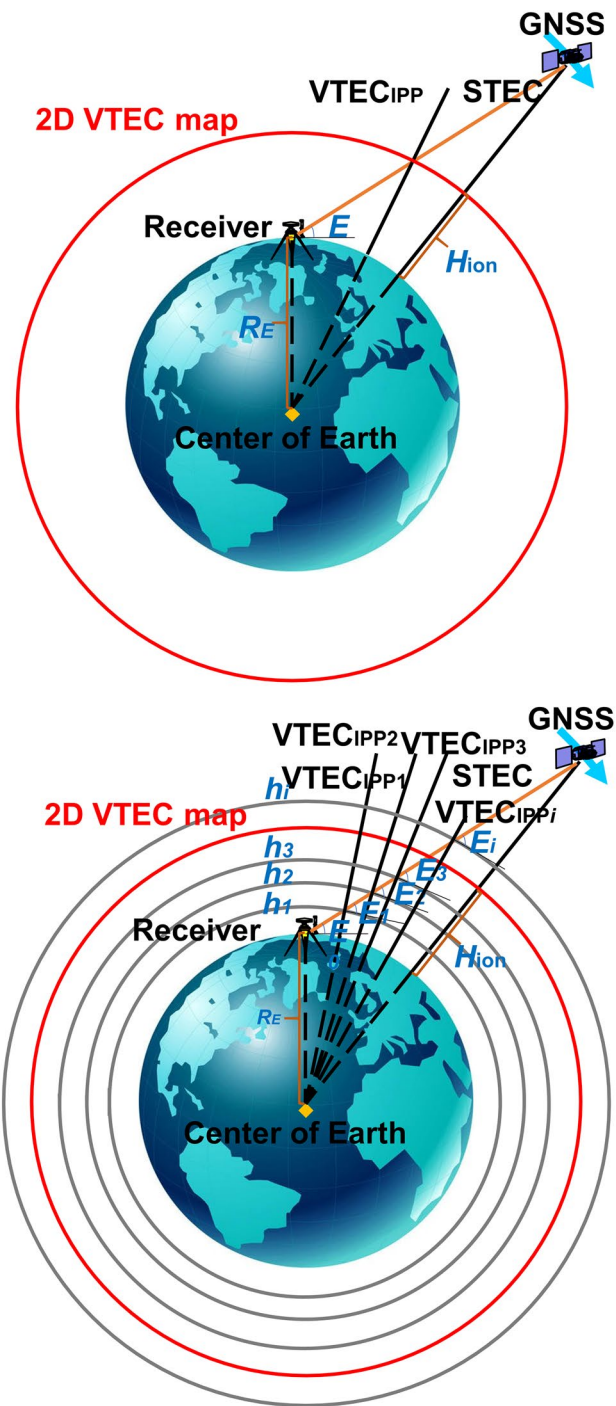 GNSS
VTECIPP STEC
2D VTEC map
Receiver E
Hion
RE
Center of Earth
GNSS
VTECIPP2 VTECIPP3
VTECIPP1 STEC
hi VTECIPPi
2D VTEC map
Ei
h3 E3
h2 E2
h1 E1
Receiver E
0
Hion
RE
Center of Earth